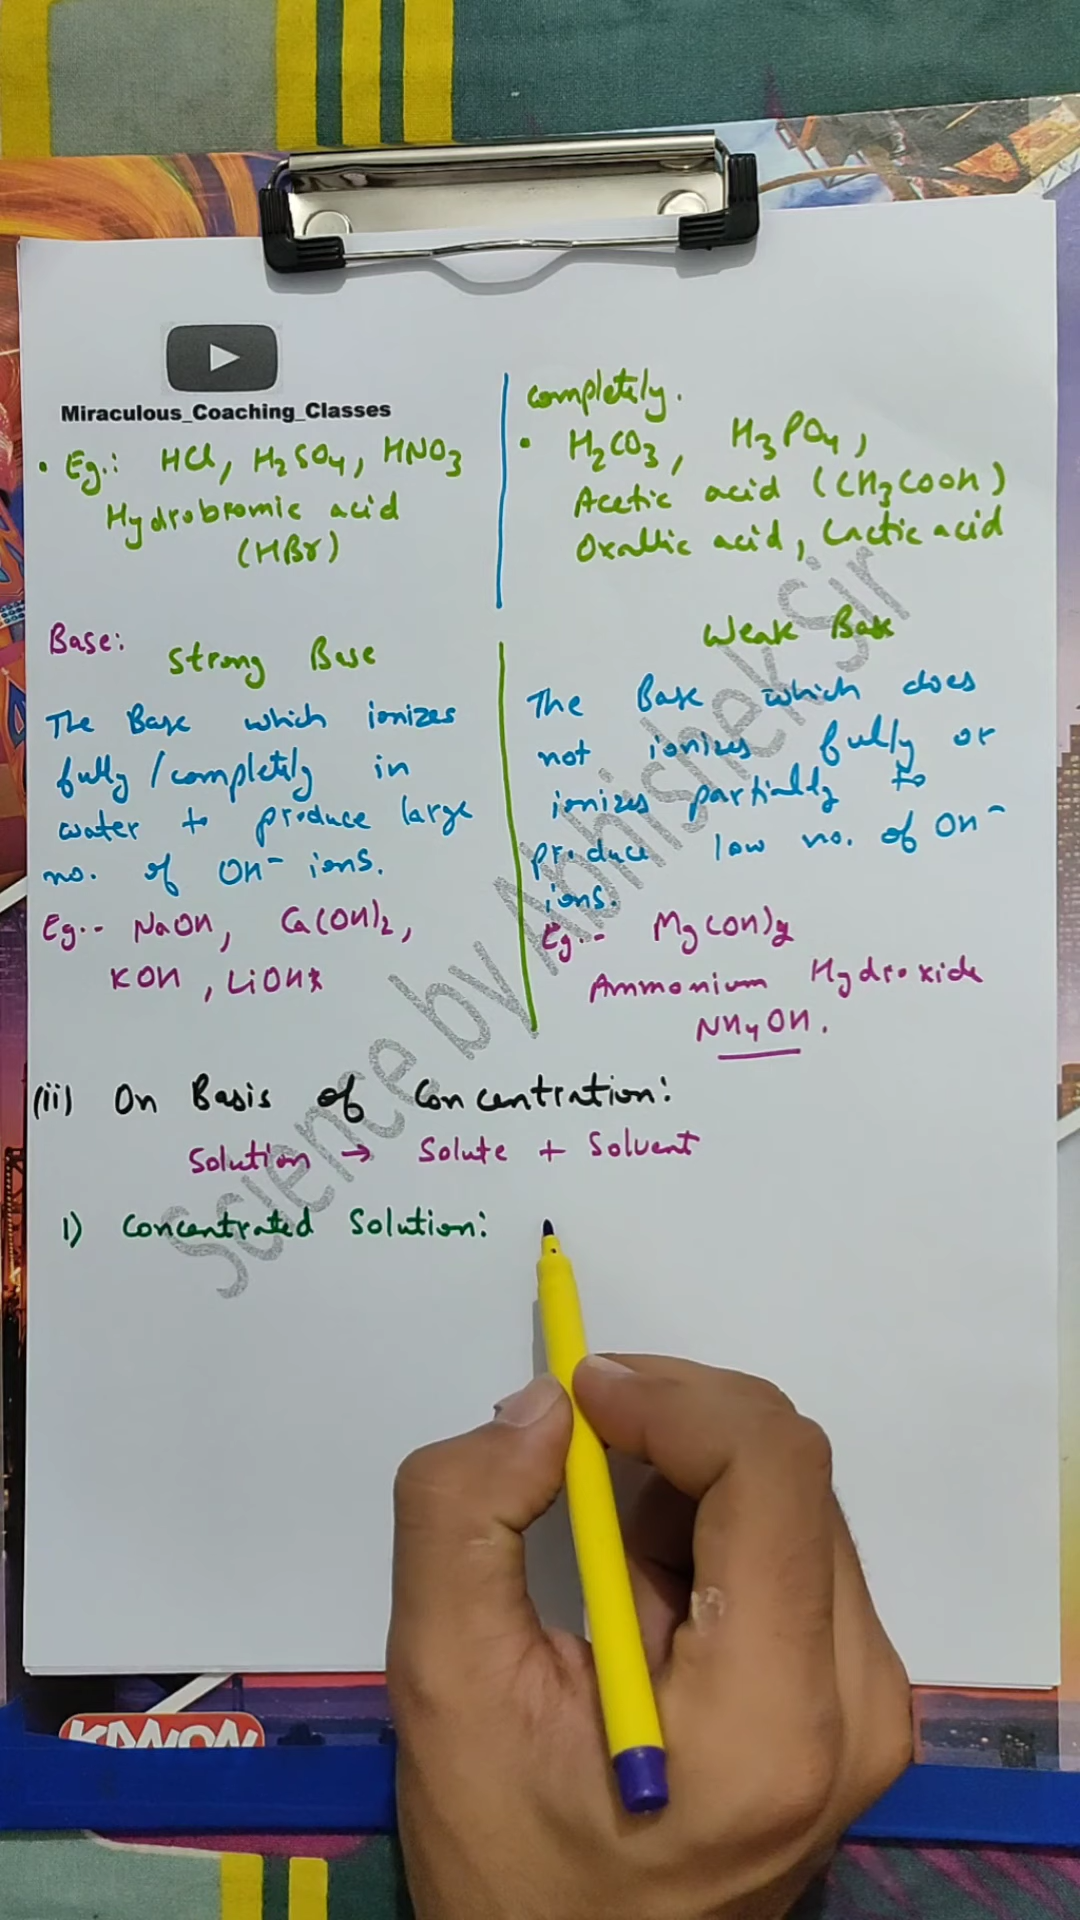 Miraculous_Coaching_Classes
• Eg.: HCl, H2SO4, HNO3
Hydrobromic acid
(HBr)
completely.
• H2CO3, H3PO4,
Acetic acid (CH3COOH)
Oxallic acid, Lactic acid
Base:
Strong Base
The Base which ionizes
fully/completely in
water to produce large
no. of OH⁻ ions.
Eg.- NaOH, Ca(OH)2,
KOH, LiOH
Weak Base
The Base which does
not ionizes fully or
ionizes partially to
produce low no. of OH⁻
ions.
Eg.- Mg(OH)2
Ammonium Hydroxide
NH4OH.
(ii) On Basis of Concentration:
Solution → Solute + Solvent
1) Concentrated Solution:
Science by Abhishek Sir
KANON